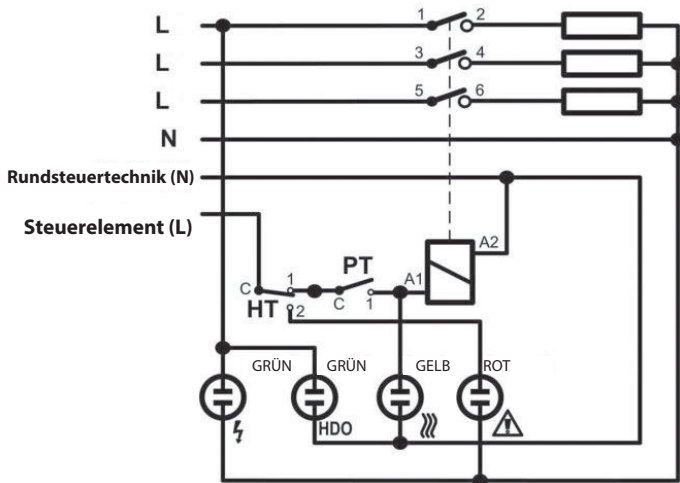 L 1 2
L 3 4
L 5 6
N
Rundsteuertechnik (N)
Steuerelement (L)
A2
C 1 PT A1
HT 2 C 1
GRÜN GRÜN GELB ROT
HDO